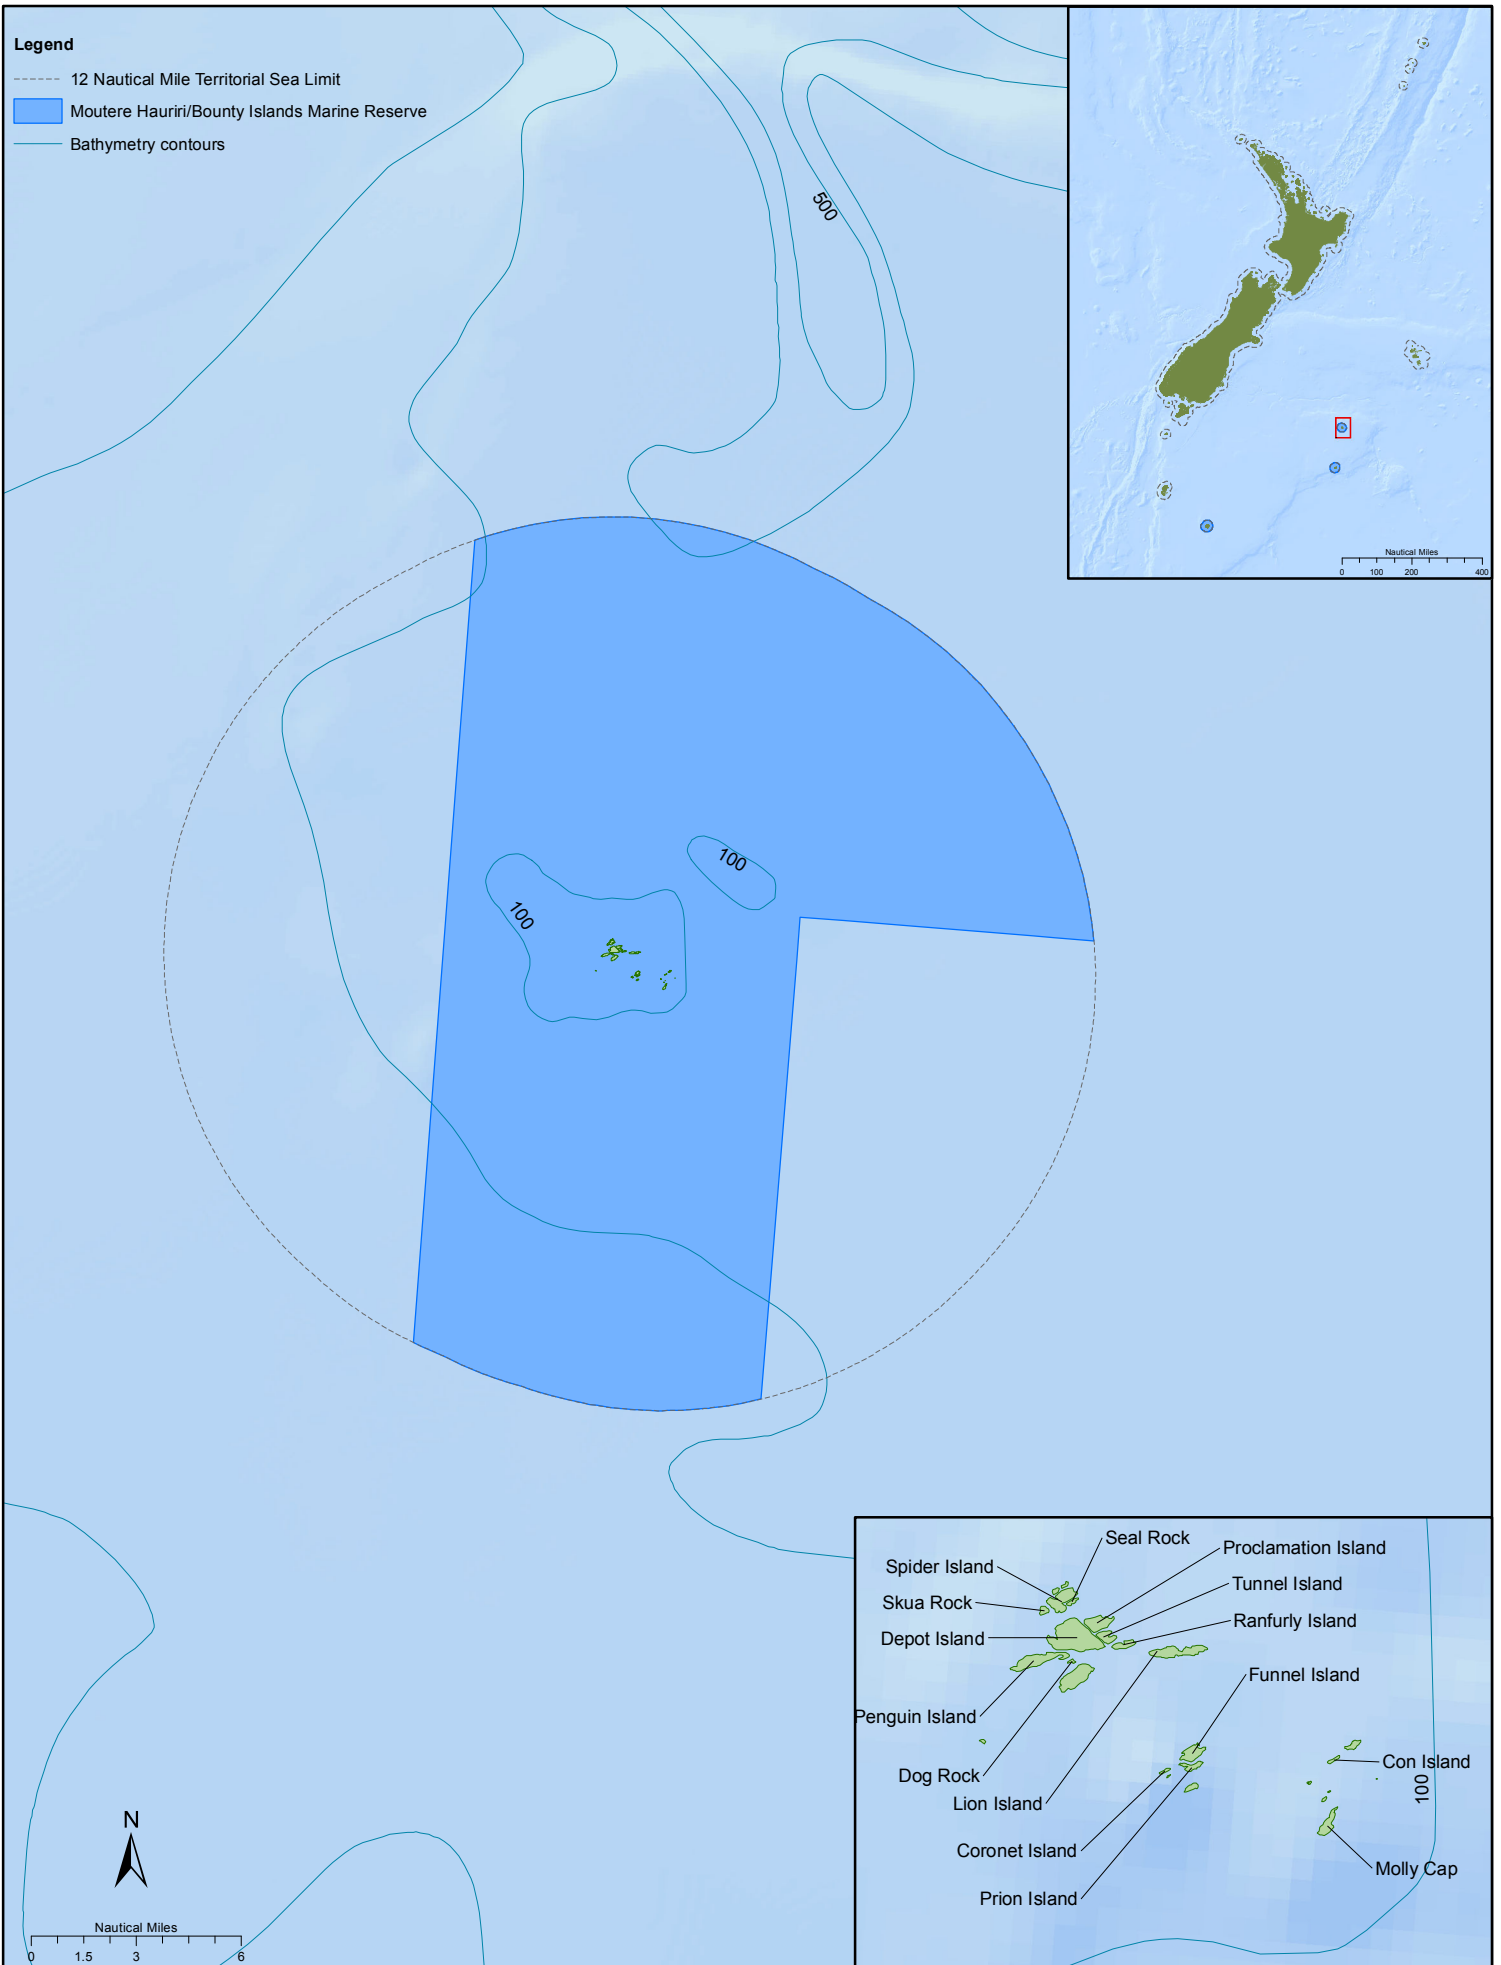 Legend
12 Nautical Mile Territorial Sea Limit
Moutere Hauriri/Bounty Islands Marine Reserve
Bathymetry contours
500
Nautical Miles
0 100 200 400
100
100
Seal Rock
Proclamation Island
Spider Island
Tunnel Island
Skua Rock
Ranfurly Island
Depot Island
Funnel Island
Penguin Island
Con Island
Dog Rock
100
Lion Island
Coronet Island
Molly Cap
Prion Island
N
Nautical Miles
0 1.5 3 6